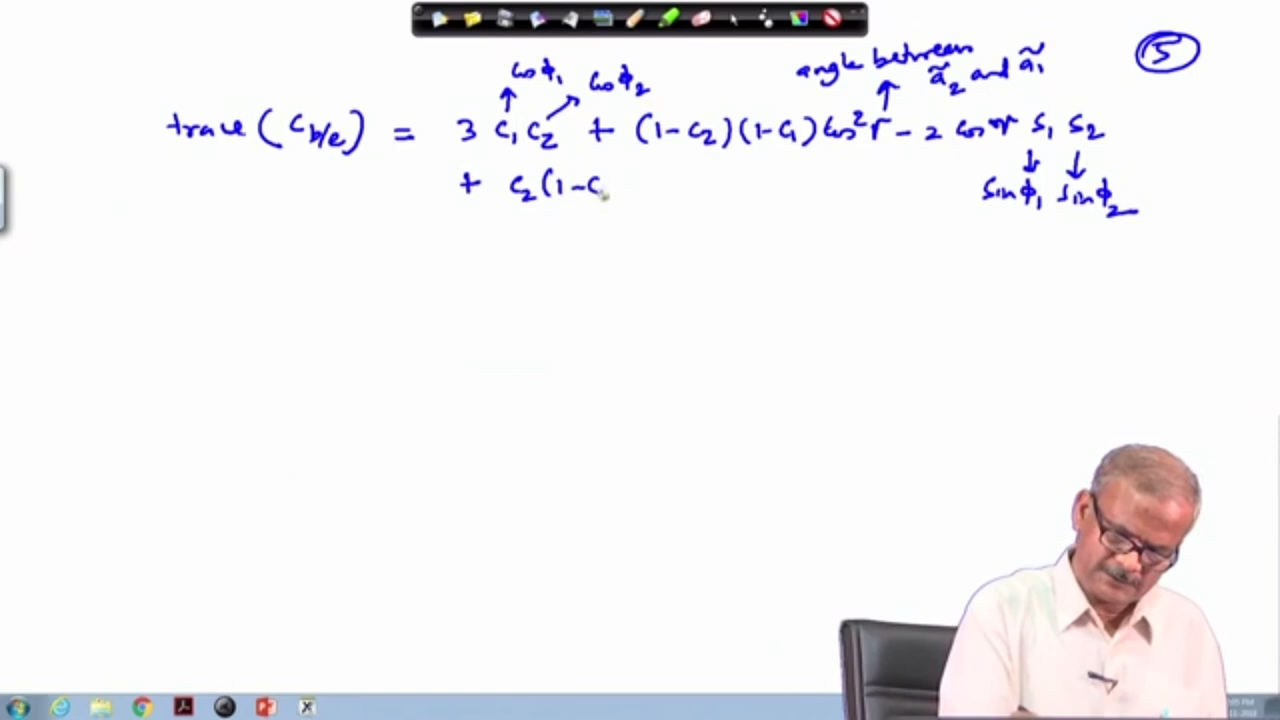 cos φ₁ cos φ₂ angle between ã₂ and ã₁ (5)
trace (C b/e) = 3 c₁ c₂ + (1-c₂)(1-c₁) cos²σ - 2 cos σ s₁ s₂
+ c₂(1-c
sin φ₁ sin φ₂